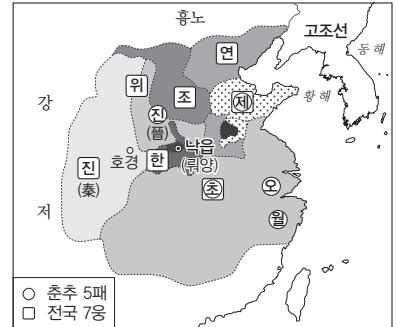 흉노
고조선
연
동 해
위
조
제
황 해
강
진
(晉)
낙읍
(뤄양)
호경
한
진
(秦)
초
오
월
저
○ 춘추 5패
□ 전국 7웅